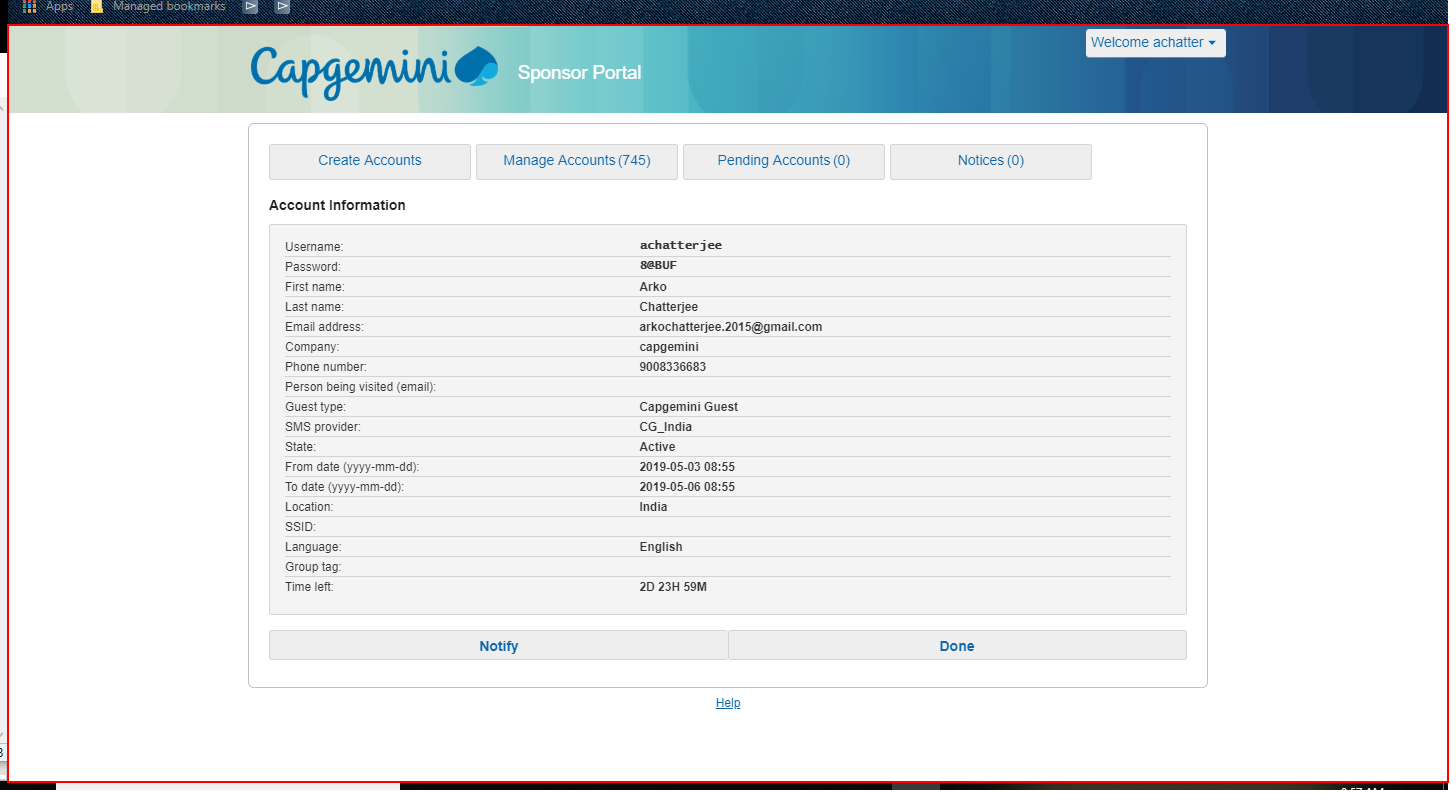 Apps Managed bookmarks
Capgemini Sponsor Portal
Welcome achatter
Create Accounts Manage Accounts (745) Pending Accounts (0) Notices (0)
Account Information
Username: achatterjee
Password: 8@BUF
First name: Arko
Last name: Chatterjee
Email address: arkochatterjee.2015@gmail.com
Company: capgemini
Phone number: 9008336683
Person being visited (email):
Guest type: Capgemini Guest
SMS provider: CG_India
State: Active
From date (yyyy-mm-dd): 2019-05-03 08:55
To date (yyyy-mm-dd): 2019-05-06 08:55
Location: India
SSID:
Language: English
Group tag:
Time left: 2D 23H 59M
Notify Done
Help